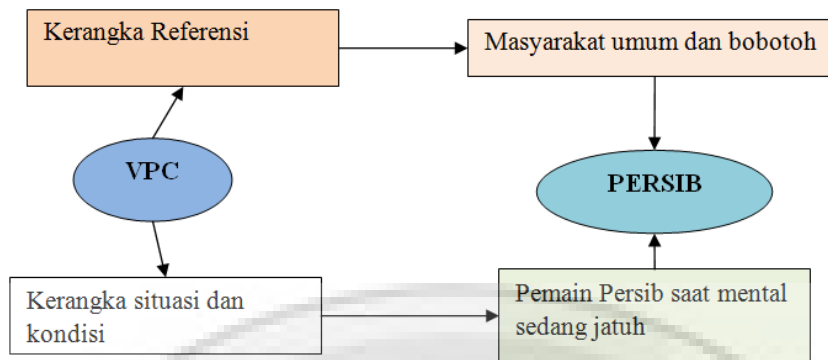 Kerangka Referensi
Masyarakat umum dan bobotoh
VPC
PERSIB
Kerangka situasi dan
kondisi
Pemain Persib saat mental
sedang jatuh